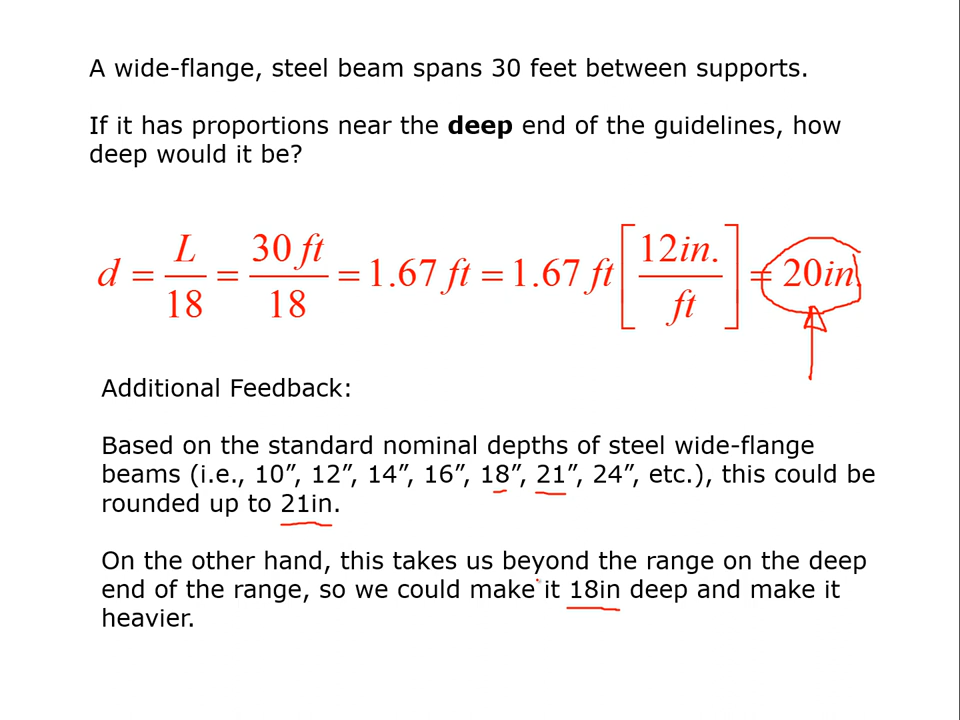 A wide-flange, steel beam spans 30 feet between supports.
If it has proportions near the deep end of the guidelines, how
deep would it be?
d = L/18 = 30 ft/18 = 1.67 ft = 1.67 ft [12in./ft] = 20in.
Additional Feedback:
Based on the standard nominal depths of steel wide-flange
beams (i.e., 10”, 12”, 14”, 16”, 18”, 21”, 24”, etc.), this could be
rounded up to 21in.
On the other hand, this takes us beyond the range on the deep
end of the range, so we could make it 18in deep and make it
heavier.